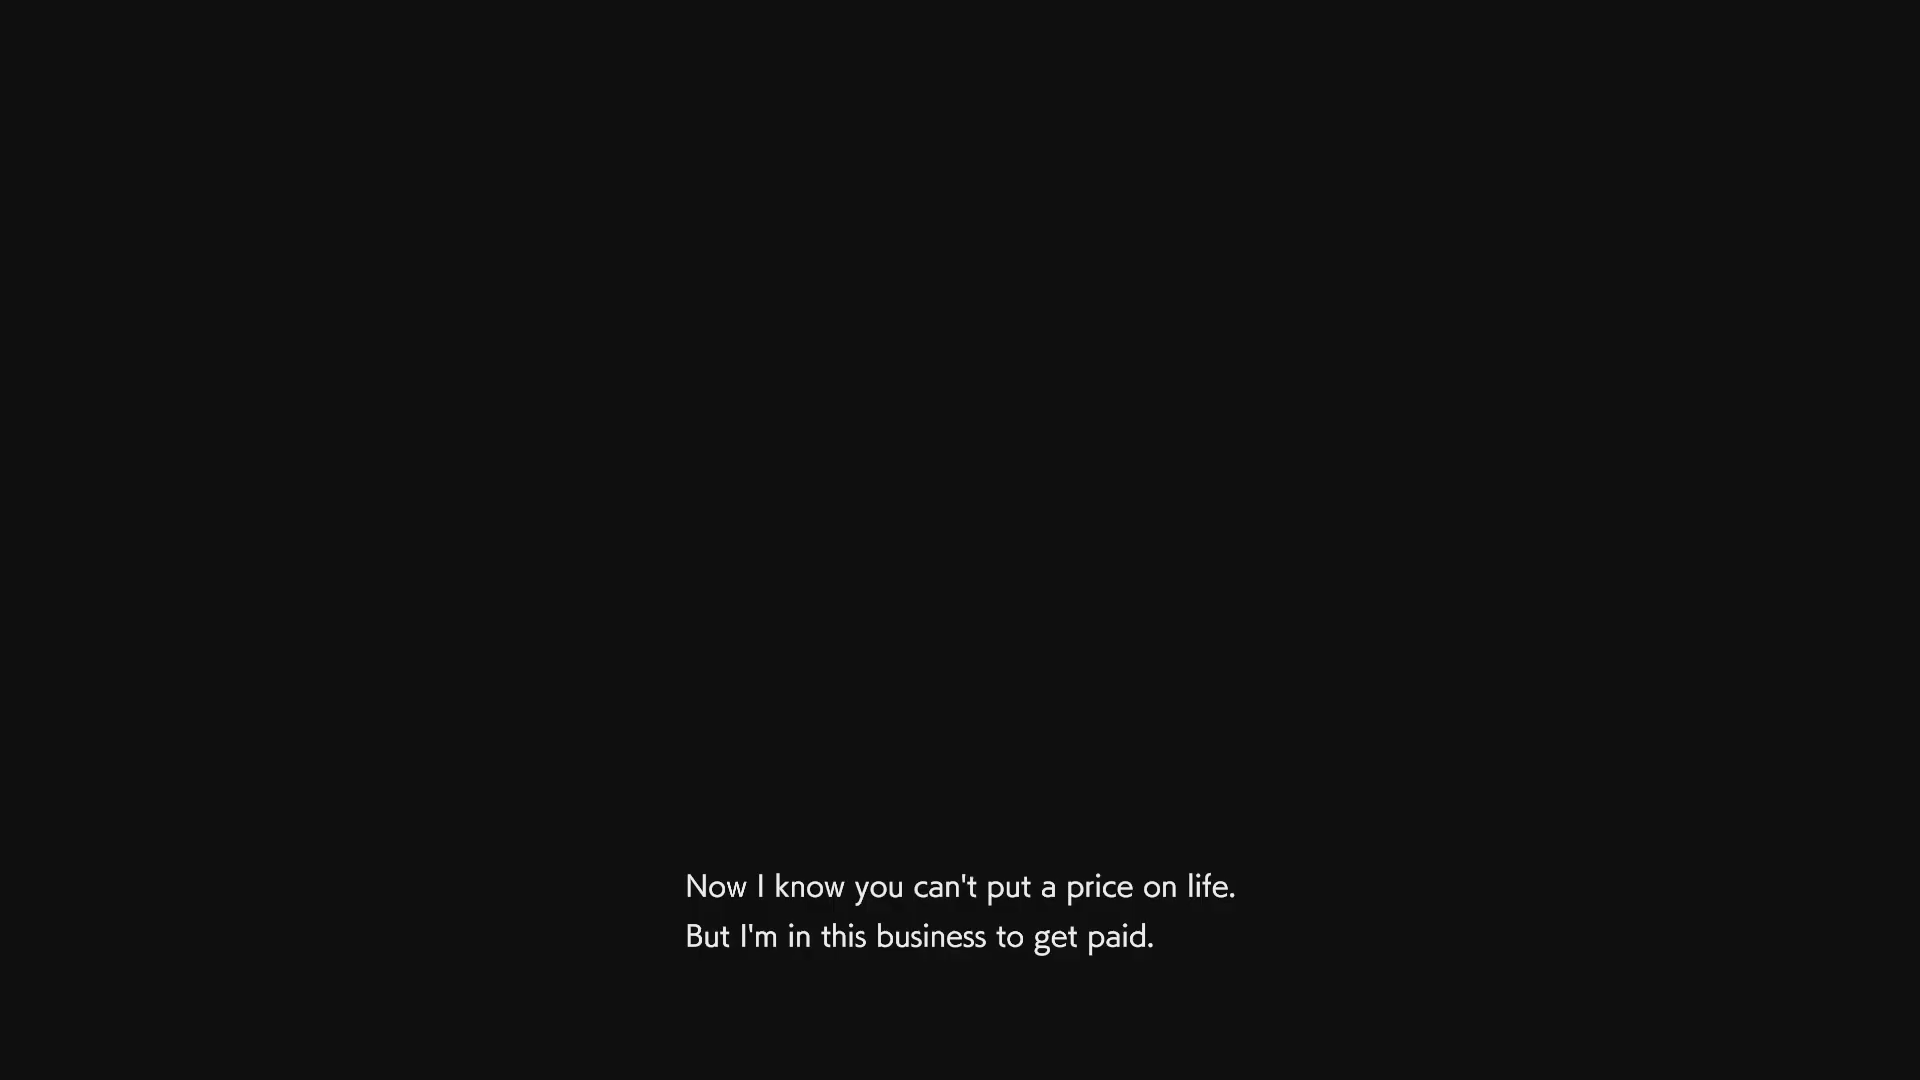 Now I know you can't put a price on life.
But I'm in this business to get paid.